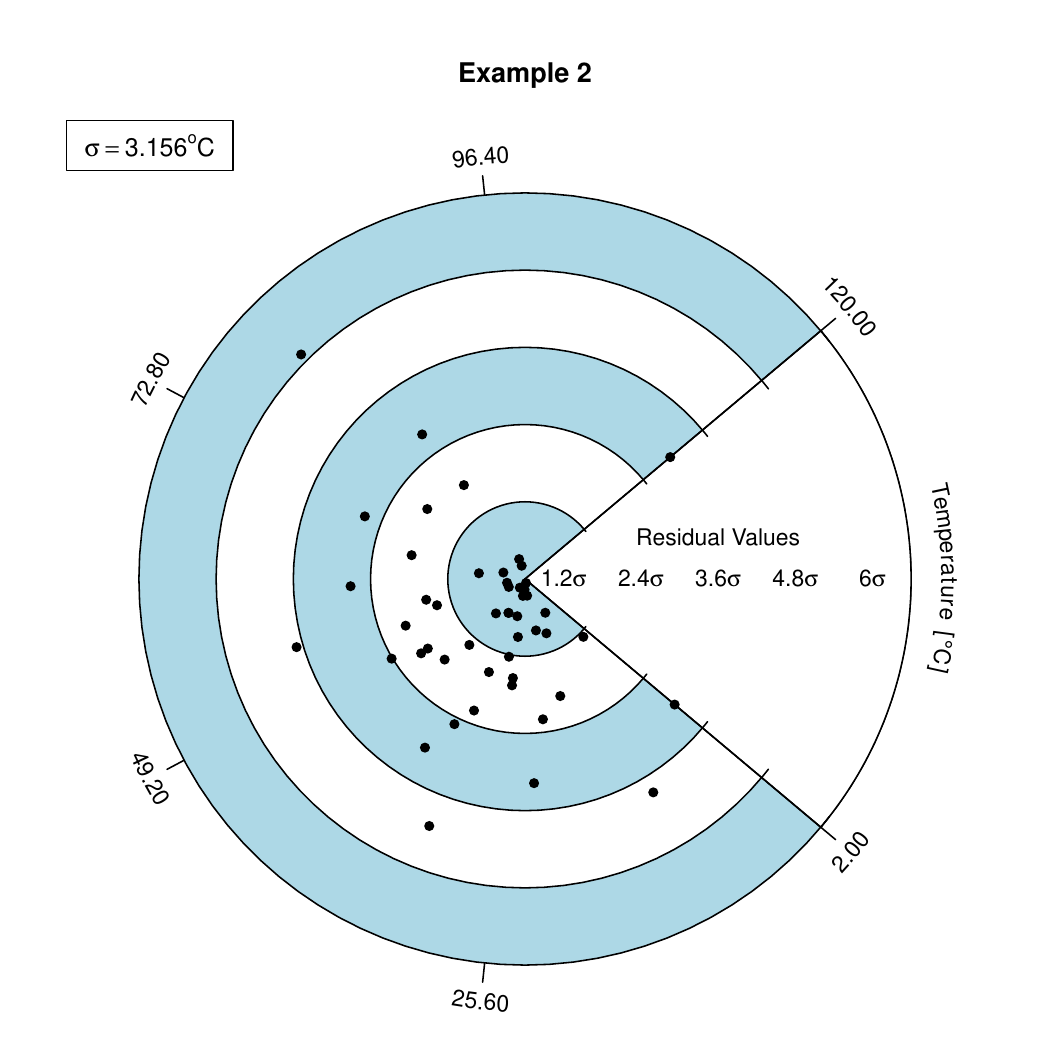 Example 2
σ = 3.156°C
96.40
120.00
72.80
Residual Values
1.2σ 2.4σ 3.6σ 4.8σ 6σ
Temperature [°C]
49.20
2.00
25.60